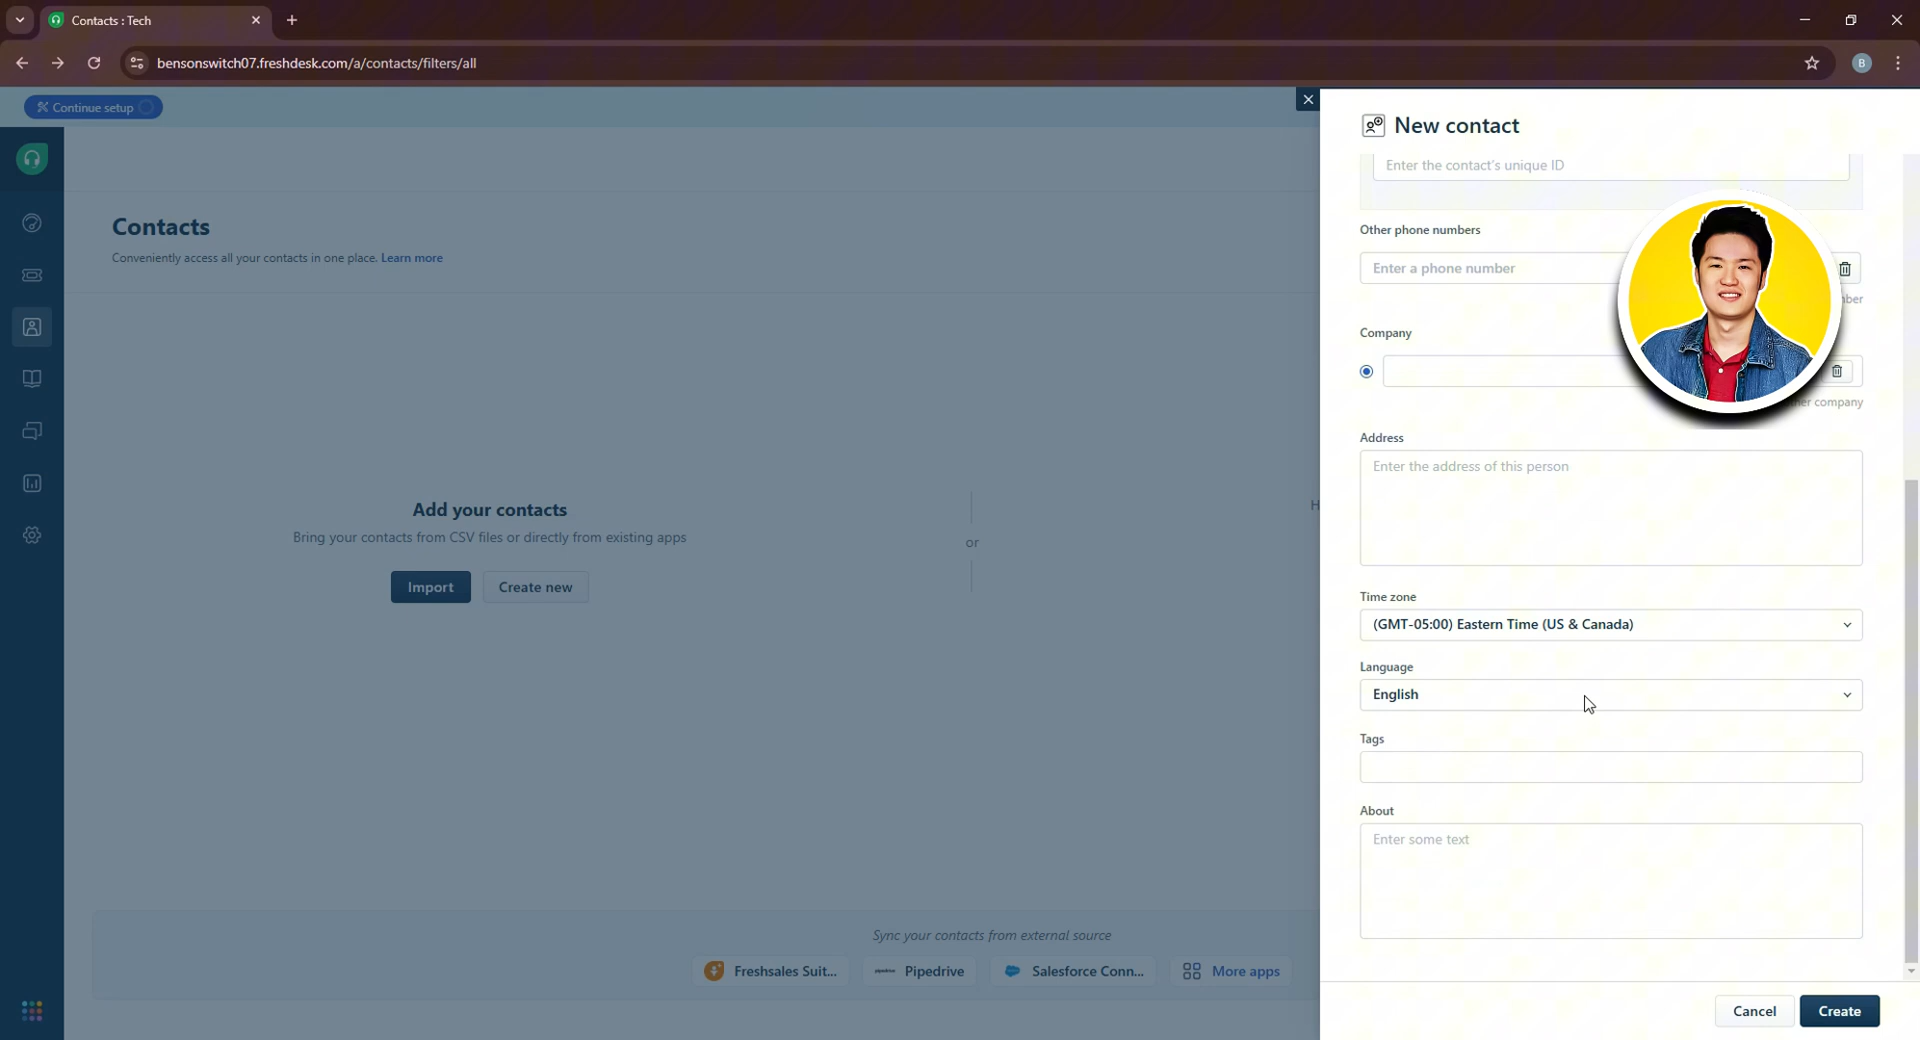 Contacts : Tech
bensonswitch07.freshdesk.com/a/contacts/filters/all
B
Continue setup
Contacts
Conveniently access all your contacts in one place. Learn more
Add your contacts
Bring your contacts from CSV files or directly from existing apps
Import
Create new
or
H
Sync your contacts from external source
Freshsales Suit...
pipedrive
Pipedrive
Salesforce Conn...
More apps
New contact
Enter the contact's unique ID
Other phone numbers
Enter a phone number
Company
company
Address
Enter the address of this person
Time zone
(GMT-05:00) Eastern Time (US & Canada)
Language
English
Tags
About
Enter some text
Cancel
Create